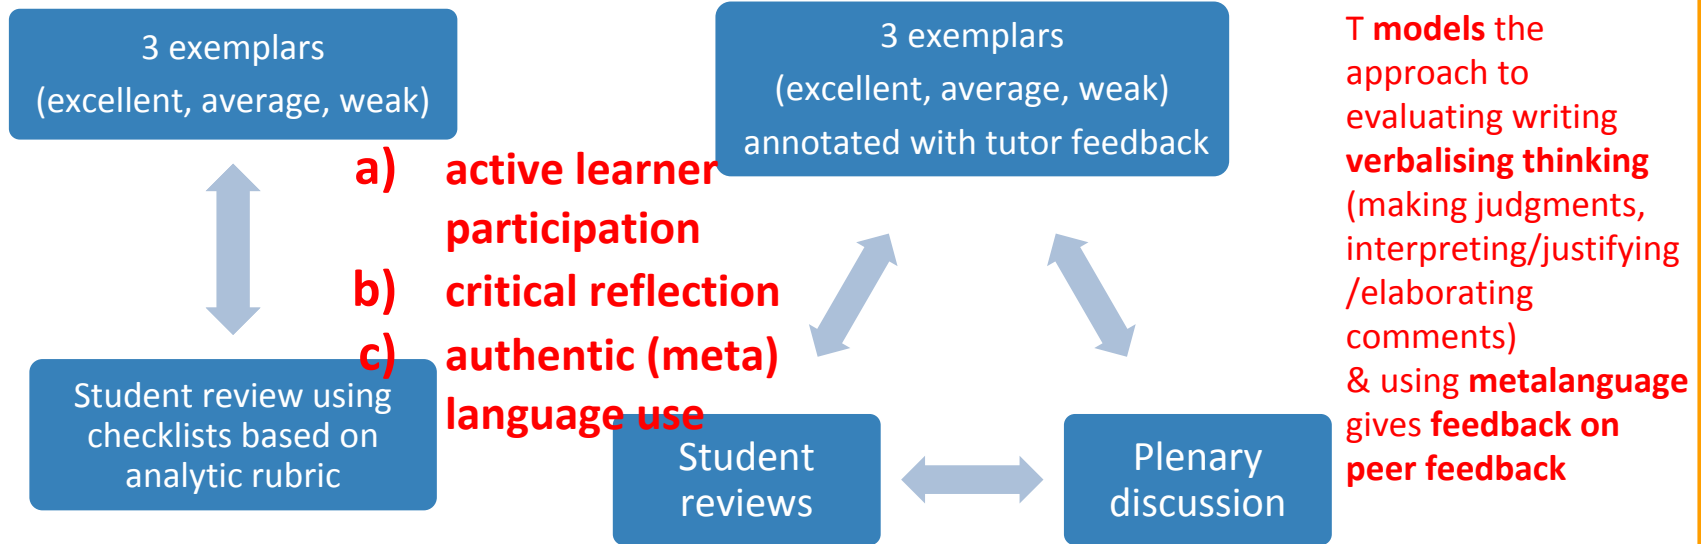 3 exemplars
(excellent, average, weak)
Student review using
checklists based on
analytic rubric
a) active learner
participation
b) critical reflection
c) authentic (meta)
language use
3 exemplars
(excellent, average, weak)
annotated with tutor feedback
Student
reviews
Plenary
discussion
T models the
approach to
evaluating writing
verbalising thinking
(making judgments,
interpreting/justifying
/elaborating
comments)
& using metalanguage
gives feedback on
peer feedback